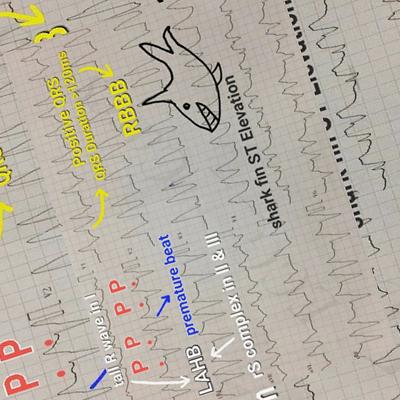 Positive QRS
QRS Duration >120ms
RBBB
shark fin ST Elevation
V2
P P
P P
P P
tall R wave in I
premature beat
LAHB
rS complex in II & III